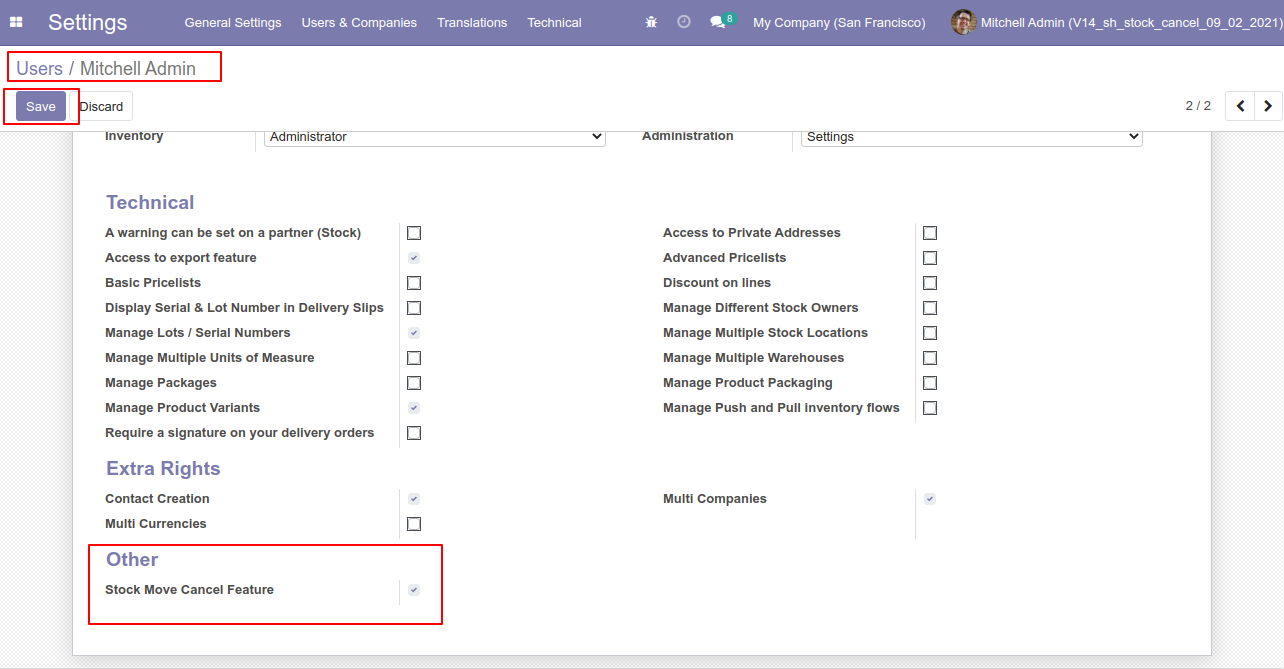 Settings General Settings Users & Companies Translations Technical 8 My Company (San Francisco) Mitchell Admin (V14_sh_stock_cancel_09_02_2021)
Users / Mitchell Admin
Save Discard 2 / 2
Inventory Administrator Administration Settings
Technical
A warning can be set on a partner (Stock) Access to Private Addresses
Access to export feature Advanced Pricelists
Basic Pricelists Discount on lines
Display Serial & Lot Number in Delivery Slips Manage Different Stock Owners
Manage Lots / Serial Numbers Manage Multiple Stock Locations
Manage Multiple Units of Measure Manage Multiple Warehouses
Manage Packages Manage Product Packaging
Manage Product Variants Manage Push and Pull inventory flows
Require a signature on your delivery orders
Extra Rights
Contact Creation Multi Companies
Multi Currencies
Other
Stock Move Cancel Feature